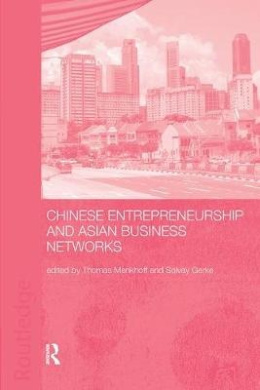 CHINESE ENTREPRENEURSHIP
AND ASIAN BUSINESS
NETWORKS
edited by Thomas Menkhoff and Solvay Gerke
Routledge
R